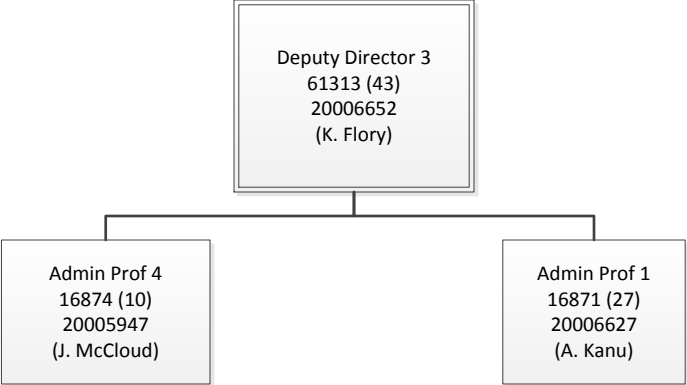 Deputy Director 3
61313 (43)
20006652
(K. Flory)
Admin Prof 4
16874 (10)
20005947
(J. McCloud)
Admin Prof 1
16871 (27)
20006627
(A. Kanu)